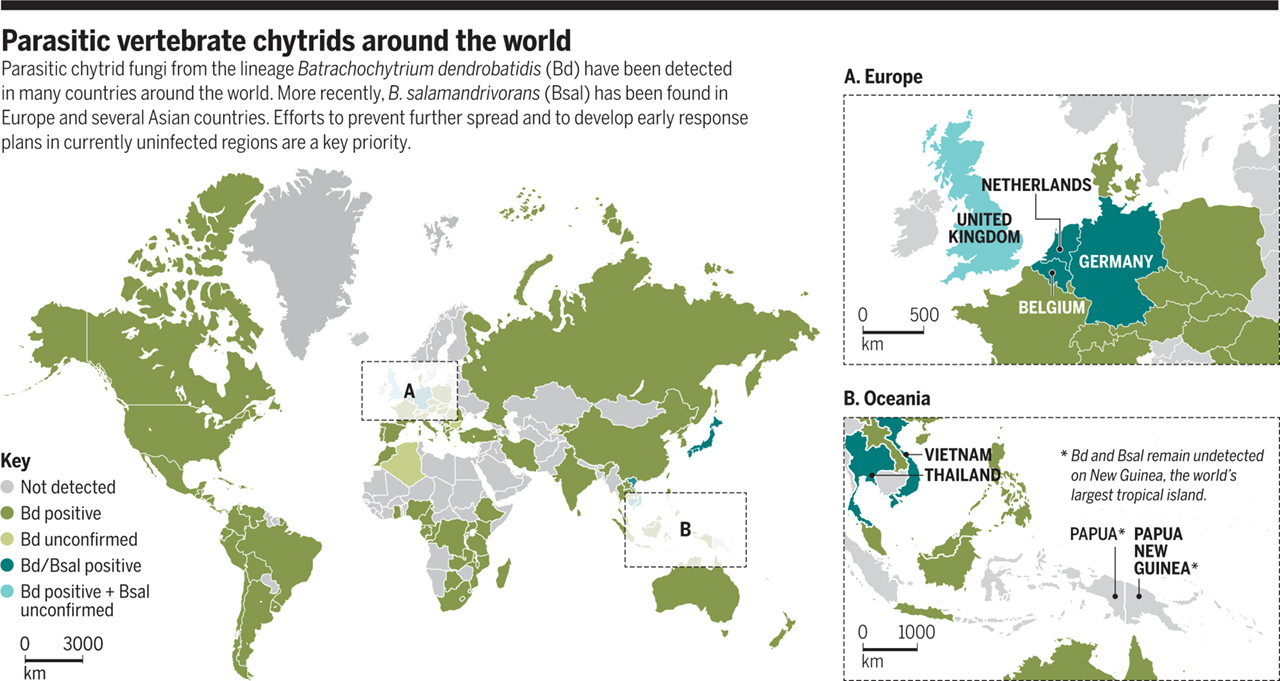 Parasitic vertebrate chytrids around the world
Parasitic chytrid fungi from the lineage Batrachochytrium dendrobatidis (Bd) have been detected
in many countries around the world. More recently, B. salamandrivorans (Bsal) has been found in
Europe and several Asian countries. Efforts to prevent further spread and to develop early response
plans in currently uninfected regions are a key priority.
A
B
Key
Not detected
Bd positive
Bd unconfirmed
Bd/Bsal positive
Bd positive + Bsal
unconfirmed
0 3000
km
A. Europe
NETHERLANDS
UNITED
KINGDOM
GERMANY
BELGIUM
0 500
km
B. Oceania
VIETNAM
THAILAND
* Bd and Bsal remain undetected
on New Guinea, the world's
largest tropical island.
PAPUA*
PAPUA
NEW
GUINEA*
0 1000
km